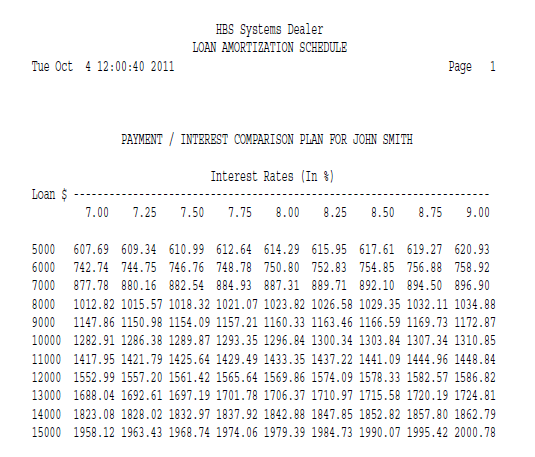 HBS Systems Dealer
LOAN AMORTIZATION SCHEDULE
Tue Oct  4 12:00:40 2011 Page  1
PAYMENT / INTEREST COMPARISON PLAN FOR JOHN SMITH
Interest Rates (In %)
Loan $ ----------------------------------------------------------------------
7.00 7.25 7.50 7.75 8.00 8.25 8.50 8.75 9.00
5000 607.69 609.34 610.99 612.64 614.29 615.95 617.61 619.27 620.93
6000 742.74 744.75 746.76 748.78 750.80 752.83 754.85 756.88 758.92
7000 877.78 880.16 882.54 884.93 887.31 889.71 892.10 894.50 896.90
8000 1012.82 1015.57 1018.32 1021.07 1023.82 1026.58 1029.35 1032.11 1034.88
9000 1147.86 1150.98 1154.09 1157.21 1160.33 1163.46 1166.59 1169.73 1172.87
10000 1282.91 1286.38 1289.87 1293.35 1296.84 1300.34 1303.84 1307.34 1310.85
11000 1417.95 1421.79 1425.64 1429.49 1433.35 1437.22 1441.09 1444.96 1448.84
12000 1552.99 1557.20 1561.42 1565.64 1569.86 1574.09 1578.33 1582.57 1586.82
13000 1688.04 1692.61 1697.19 1701.78 1706.37 1710.97 1715.58 1720.19 1724.81
14000 1823.08 1828.02 1832.97 1837.92 1842.88 1847.85 1852.82 1857.80 1862.79
15000 1958.12 1963.43 1968.74 1974.06 1979.39 1984.73 1990.07 1995.42 2000.78